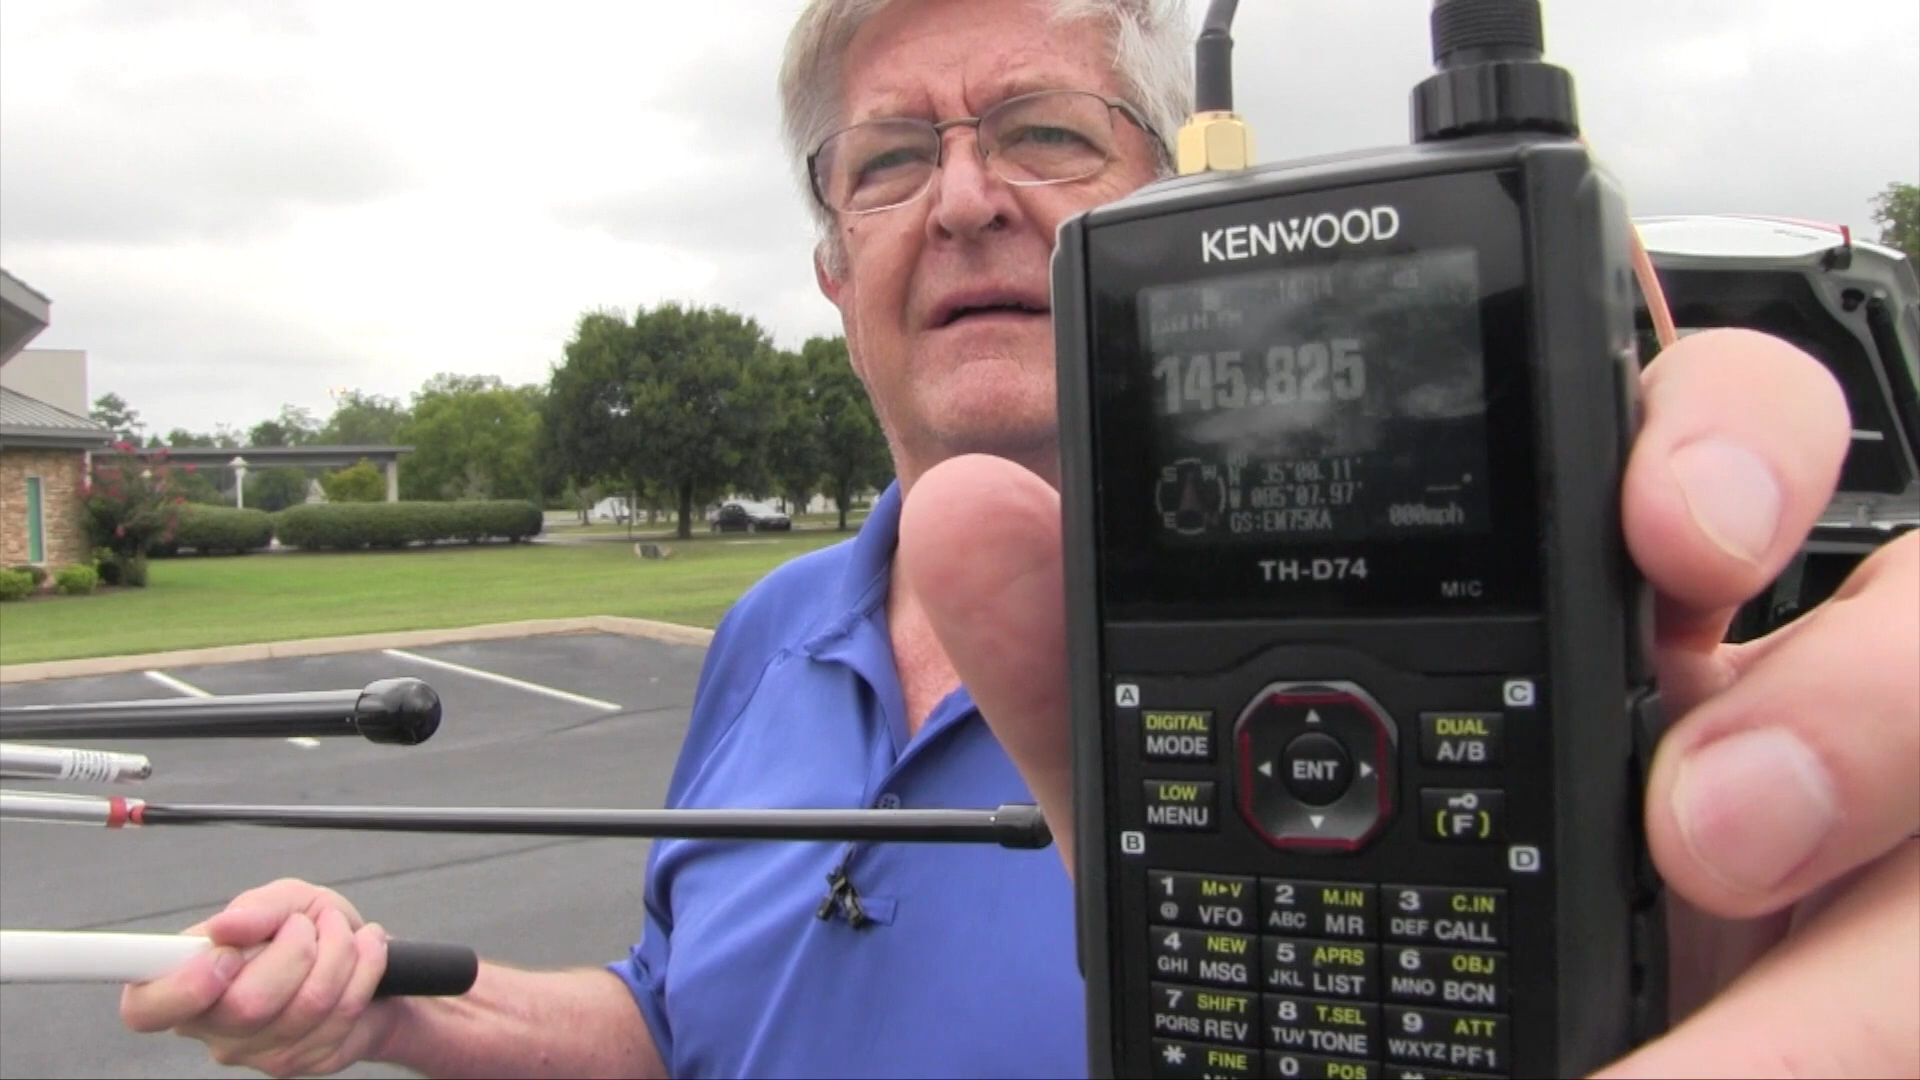 KENWOOD
145.825
N 35°00.11'
W 085°07.97'
GS:EM75KA
000mph
TH-D74
MIC
A
C
DIGITAL
MODE
DUAL
A/B
ENT
LOW
MENU
(F)
B
D
1 M▸V
@ VFO
2 M.IN
ABC MR
3 C.IN
DEF CALL
4 NEW
GHI MSG
5 APRS
JKL LIST
6 OBJ
MNO BCN
7 SHIFT
PQRS REV
8 T.SEL
TUV TONE
9 ATT
WXYZ PF1
* FINE
0 POS